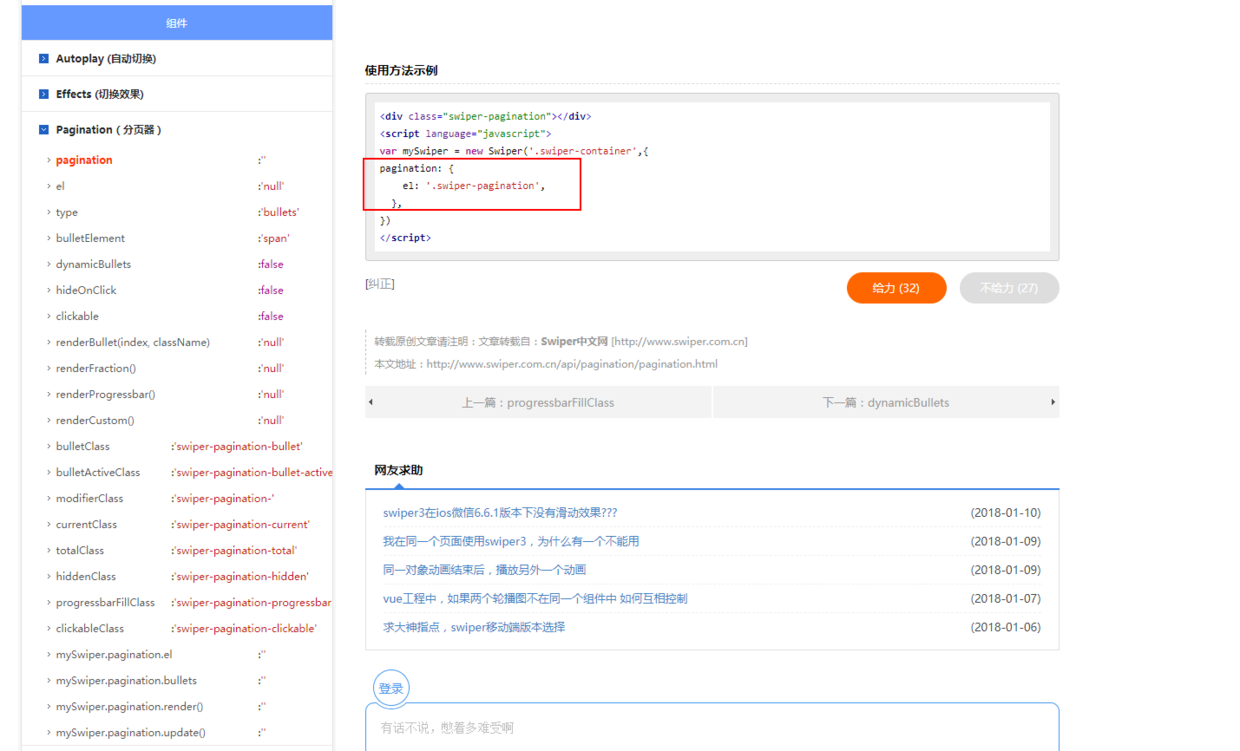 组件
Autoplay (自动切换)
Effects (切换效果)
Pagination ( 分页器 )
pagination :''
el :'null'
type :'bullets'
bulletElement :'span'
dynamicBullets :false
hideOnClick :false
clickable :false
renderBullet(index, className) :'null'
renderFraction() :'null'
renderProgressbar() :'null'
renderCustom() :'null'
bulletClass :'swiper-pagination-bullet'
bulletActiveClass :'swiper-pagination-bullet-active
modifierClass :'swiper-pagination-'
currentClass :'swiper-pagination-current'
totalClass :'swiper-pagination-total'
hiddenClass :'swiper-pagination-hidden'
progressbarFillClass :'swiper-pagination-progressbar
clickableClass :'swiper-pagination-clickable'
mySwiper.pagination.el :''
mySwiper.pagination.bullets :''
mySwiper.pagination.render() :''
mySwiper.pagination.update() :''
使用方法示例
<div class="swiper-pagination"></div>
<script language="javascript">
var mySwiper = new Swiper('.swiper-container',{
pagination: {
el: '.swiper-pagination',
},
})
</script>
[纠正]
给力 (32) 不给力 (27)
转载原创文章请注明：文章转载自：Swiper中文网 [http://www.swiper.com.cn]
本文地址：http://www.swiper.com.cn/api/pagination/pagination.html
上一篇：progressbarFillClass 下一篇：dynamicBullets
网友求助
swiper3在ios微信6.6.1版本下没有滑动效果??? (2018-01-10)
我在同一个页面使用swiper3，为什么有一个不能用 (2018-01-09)
同一对象动画结束后，播放另外一个动画 (2018-01-09)
vue工程中，如果两个轮播图不在同一个组件中 如何互相控制 (2018-01-07)
求大神指点，swiper移动端版本选择 (2018-01-06)
登录
有话不说，憋着多难受啊